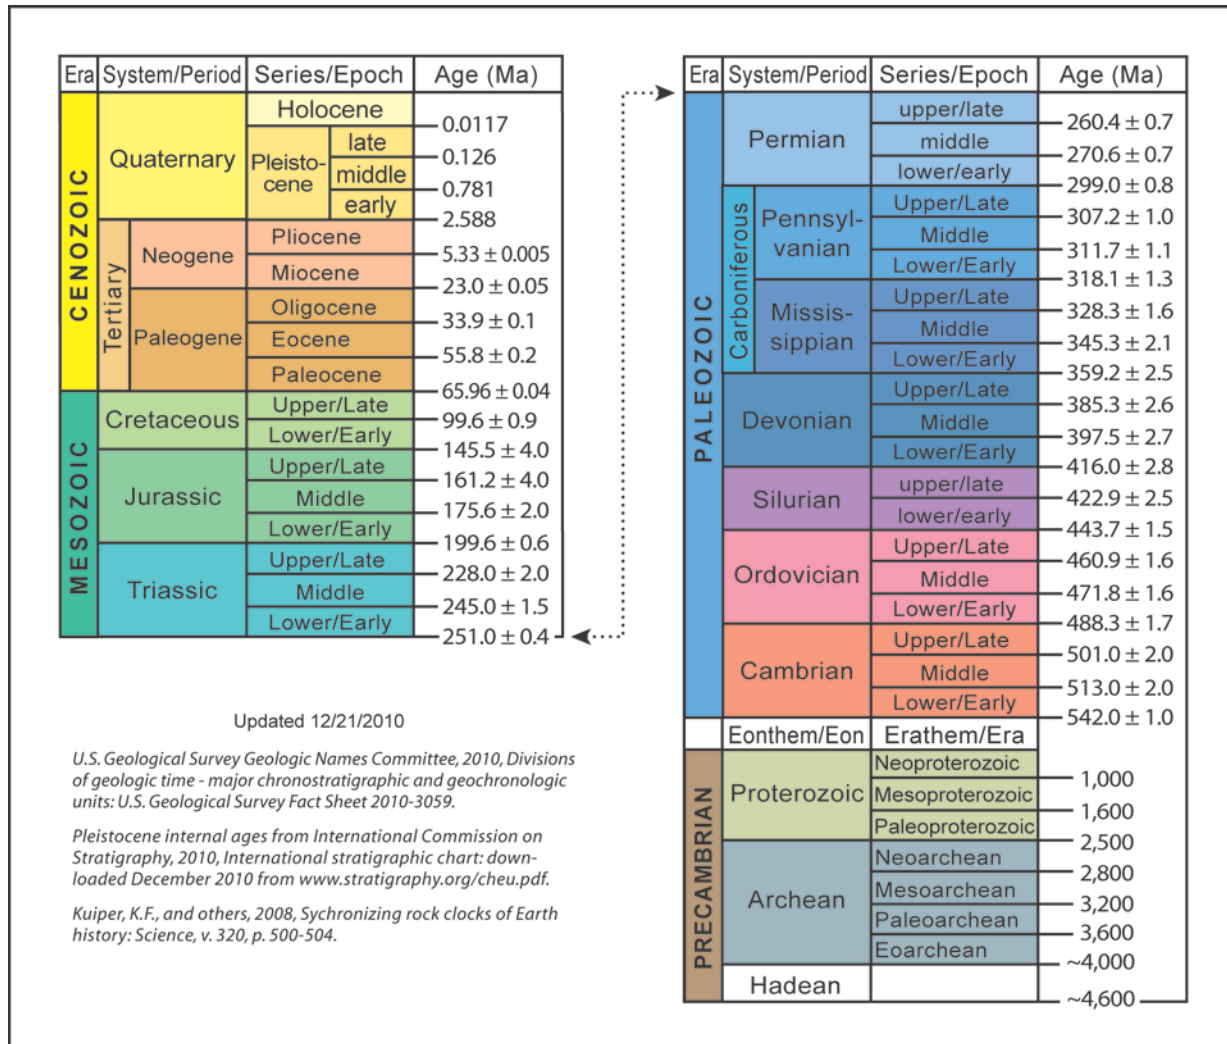 Era System/Period Series/Epoch Age (Ma)
CENOZOIC
Quaternary
Holocene
0.0117
Pleisto-
cene
late
0.126
middle
0.781
early
2.588
Tertiary
Neogene
Pliocene
5.33 ± 0.005
Miocene
23.0 ± 0.05
Paleogene
Oligocene
33.9 ± 0.1
Eocene
55.8 ± 0.2
Paleocene
65.96 ± 0.04
MESOZOIC
Cretaceous
Upper/Late
99.6 ± 0.9
Lower/Early
145.5 ± 4.0
Jurassic
Upper/Late
161.2 ± 4.0
Middle
175.6 ± 2.0
Lower/Early
199.6 ± 0.6
Triassic
Upper/Late
228.0 ± 2.0
Middle
245.0 ± 1.5
Lower/Early
251.0 ± 0.4
Updated 12/21/2010
U.S. Geological Survey Geologic Names Committee, 2010, Divisions
of geologic time - major chronostratigraphic and geochronologic
units: U.S. Geological Survey Fact Sheet 2010-3059.
Pleistocene internal ages from International Commission on
Stratigraphy, 2010, International stratigraphic chart: down-
loaded December 2010 from www.stratigraphy.org/cheu.pdf.
Kuiper, K.F., and others, 2008, Sychronizing rock clocks of Earth
history: Science, v. 320, p. 500-504.
Era System/Period Series/Epoch Age (Ma)
PALEOZOIC
Permian
upper/late
260.4 ± 0.7
middle
270.6 ± 0.7
lower/early
299.0 ± 0.8
Carboniferous
Pennsyl-
vanian
Upper/Late
307.2 ± 1.0
Middle
311.7 ± 1.1
Lower/Early
318.1 ± 1.3
Missis-
sippian
Upper/Late
328.3 ± 1.6
Middle
345.3 ± 2.1
Lower/Early
359.2 ± 2.5
Devonian
Upper/Late
385.3 ± 2.6
Middle
397.5 ± 2.7
Lower/Early
416.0 ± 2.8
Silurian
upper/late
422.9 ± 2.5
lower/early
443.7 ± 1.5
Ordovician
Upper/Late
460.9 ± 1.6
Middle
471.8 ± 1.6
Lower/Early
488.3 ± 1.7
Cambrian
Upper/Late
501.0 ± 2.0
Middle
513.0 ± 2.0
Lower/Early
542.0 ± 1.0
Eonthem/Eon Erathem/Era
PRECAMBRIAN
Proterozoic
Neoproterozoic
1,000
Mesoproterozoic
1,600
Paleoproterozoic
2,500
Archean
Neoarchean
2,800
Mesoarchean
3,200
Paleoarchean
3,600
Eoarchean
~4,000
Hadean
~4,600